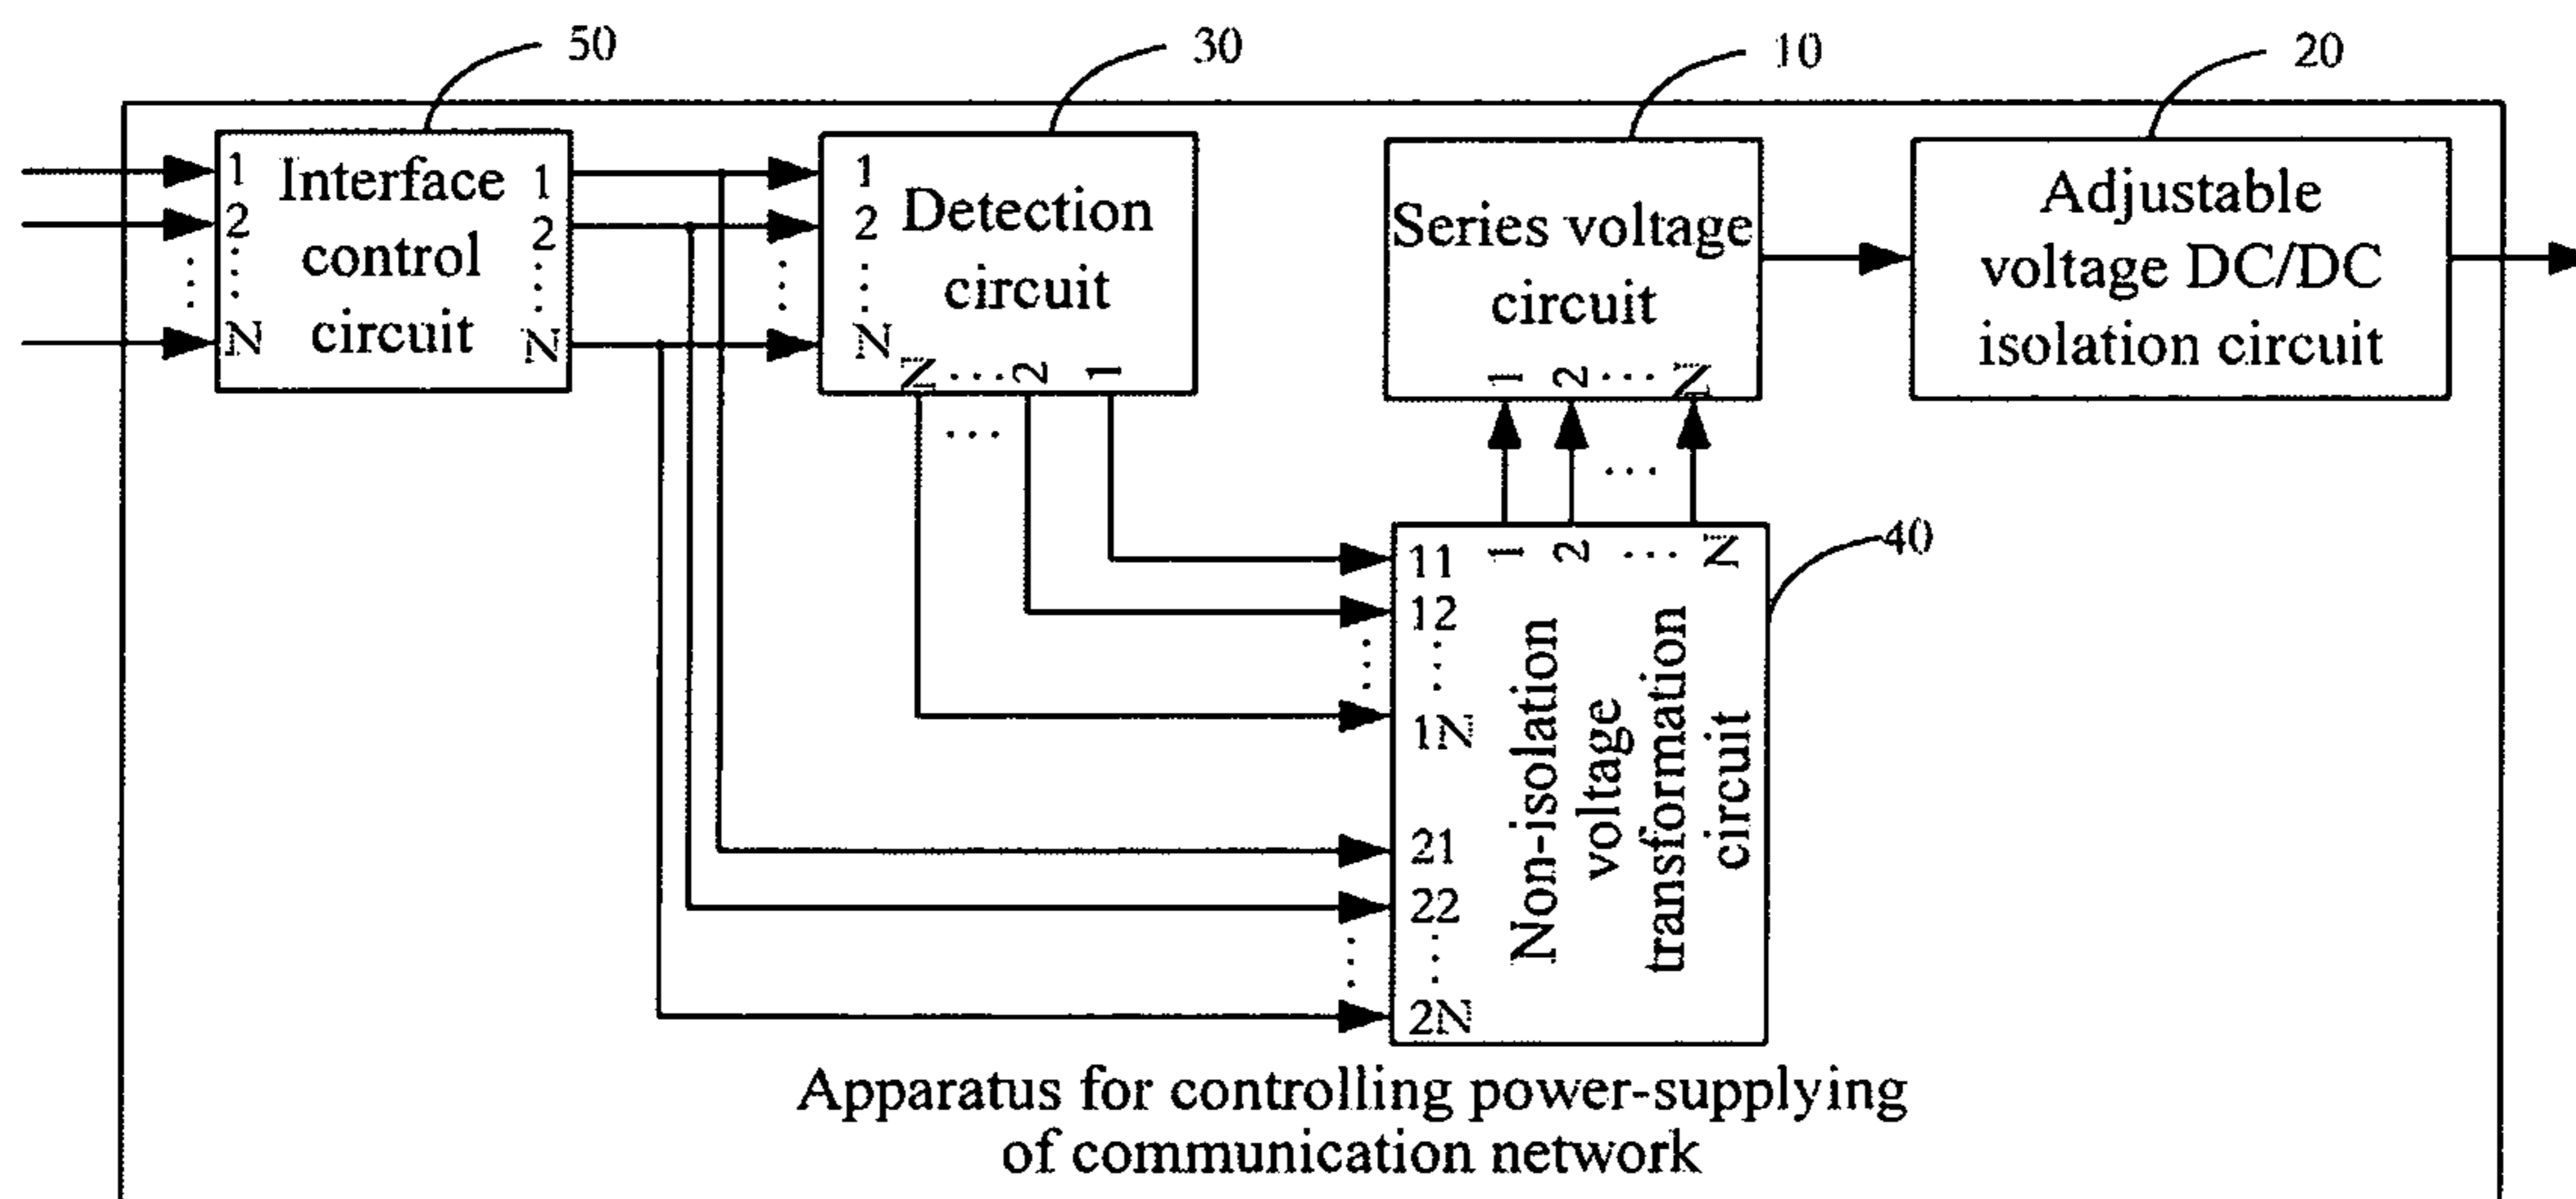 50
30
10
20
1
2
N
Interface
control
circuit
1
2
N
1
2
N
Detection
circuit
N ... 2 1
Series voltage
circuit
1 2 ... N
Adjustable
voltage DC/DC
isolation circuit
...
...
40
1 2 ... N
11
12
1N
21
22
2N
Non-isolation
voltage
transformation
circuit
Apparatus for controlling power-supplying
of communication network